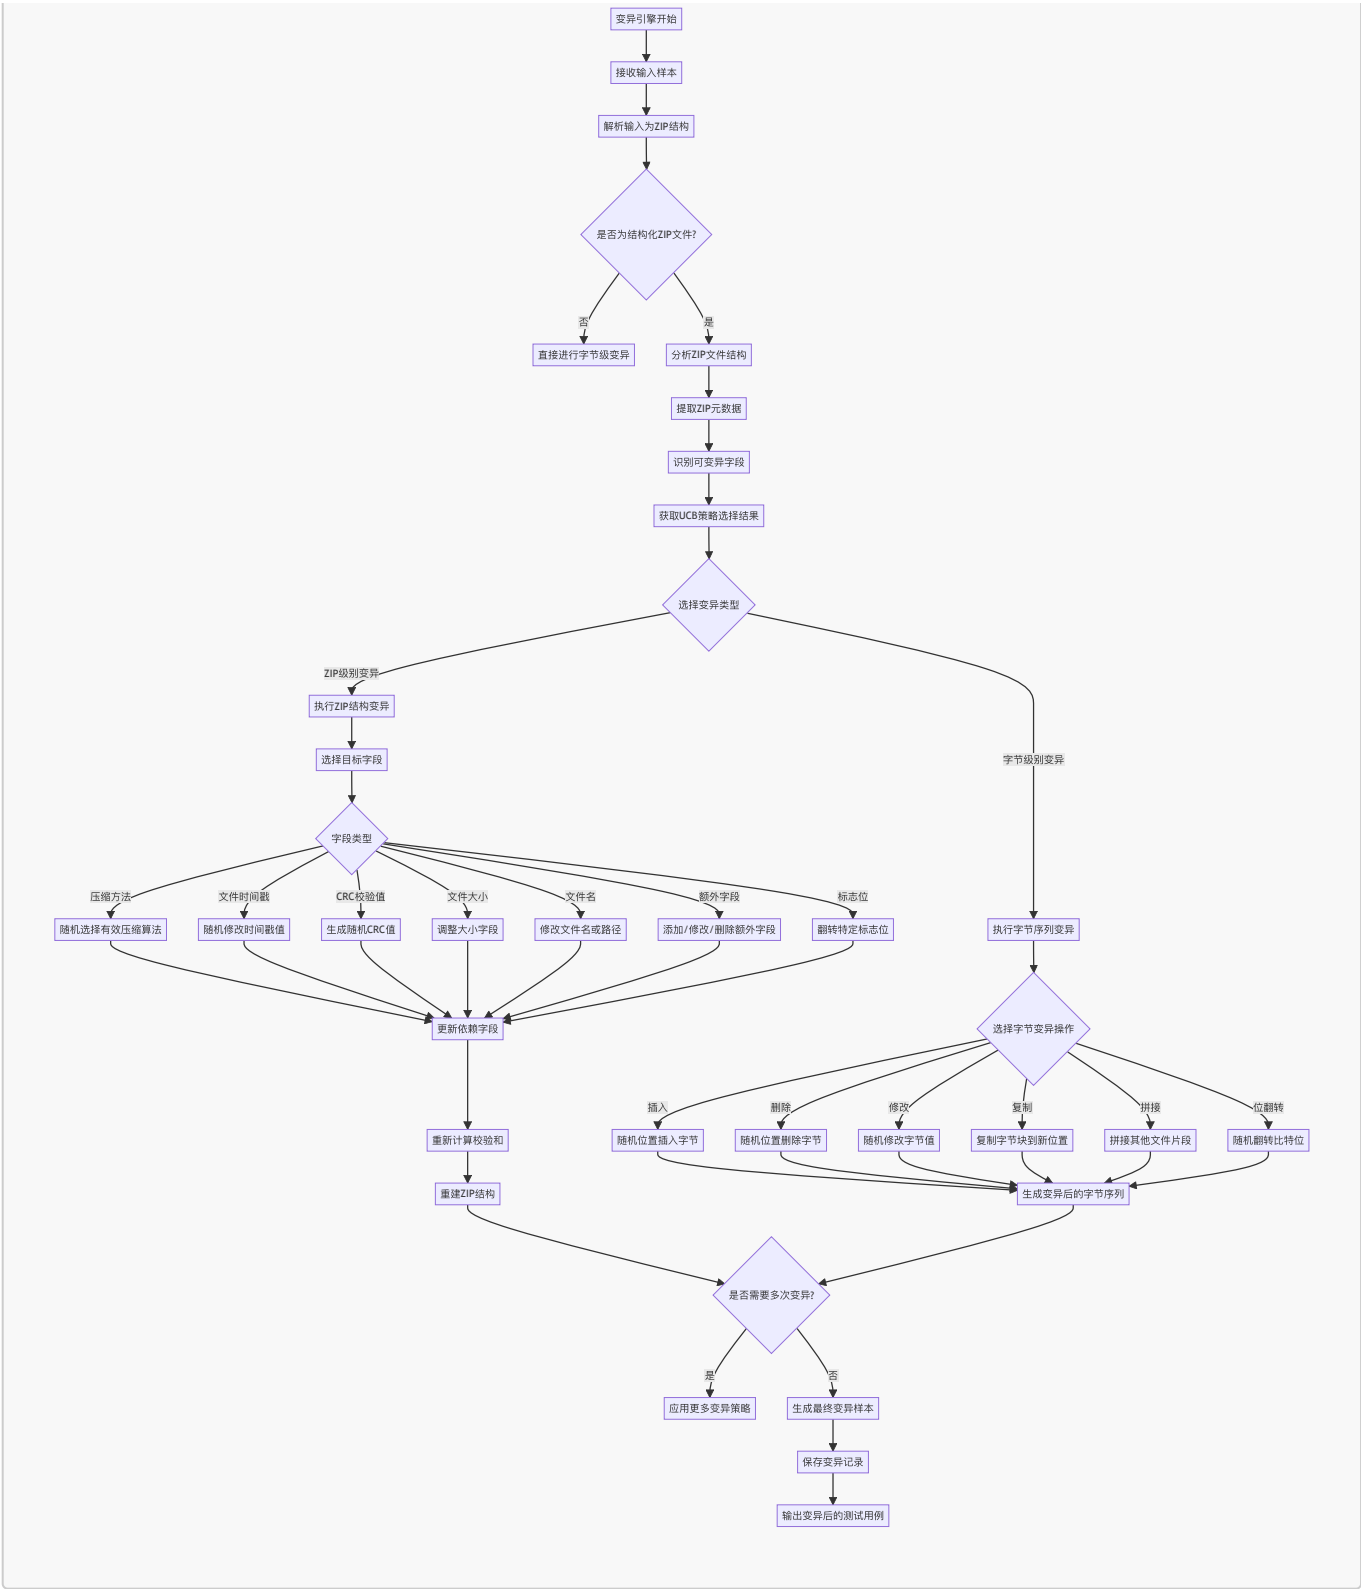 变异引擎开始
接收输入样本
解析输入为ZIP结构
是否为结构化ZIP文件?
否
是
直接进行字节级变异
分析ZIP文件结构
提取ZIP元数据
识别可变异字段
获取UCB策略选择结果
选择变异类型
ZIP级别变异
执行ZIP结构变异
选择目标字段
字节级别变异
字段类型
压缩方法
文件时间戳
CRC校验值
文件大小
文件名
额外字段
标志位
随机选择有效压缩算法
随机修改时间戳值
生成随机CRC值
调整大小字段
修改文件名或路径
添加/修改/删除额外字段
翻转特定标志位
执行字节序列变异
更新依赖字段
选择字节变异操作
插入
删除
修改
复制
拼接
位翻转
重新计算校验和
随机位置插入字节
随机位置删除字节
随机修改字节值
复制字节块到新位置
拼接其他文件片段
随机翻转比特位
重建ZIP结构
生成变异后的字节序列
是否需要多次变异?
是
否
应用更多变异策略
生成最终变异样本
保存变异记录
输出变异后的测试用例